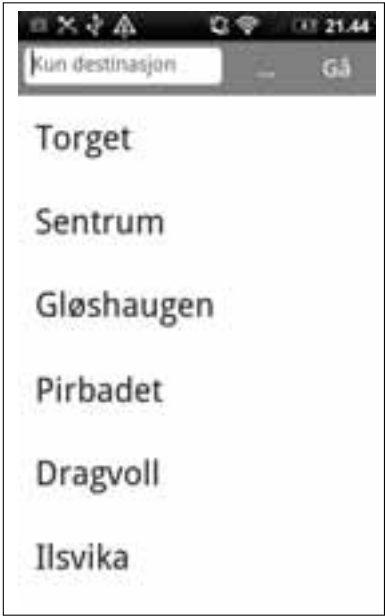 21.44
Kun destinasjon ... Gå
Torget
Sentrum
Gløshaugen
Pirbadet
Dragvoll
Ilsvika